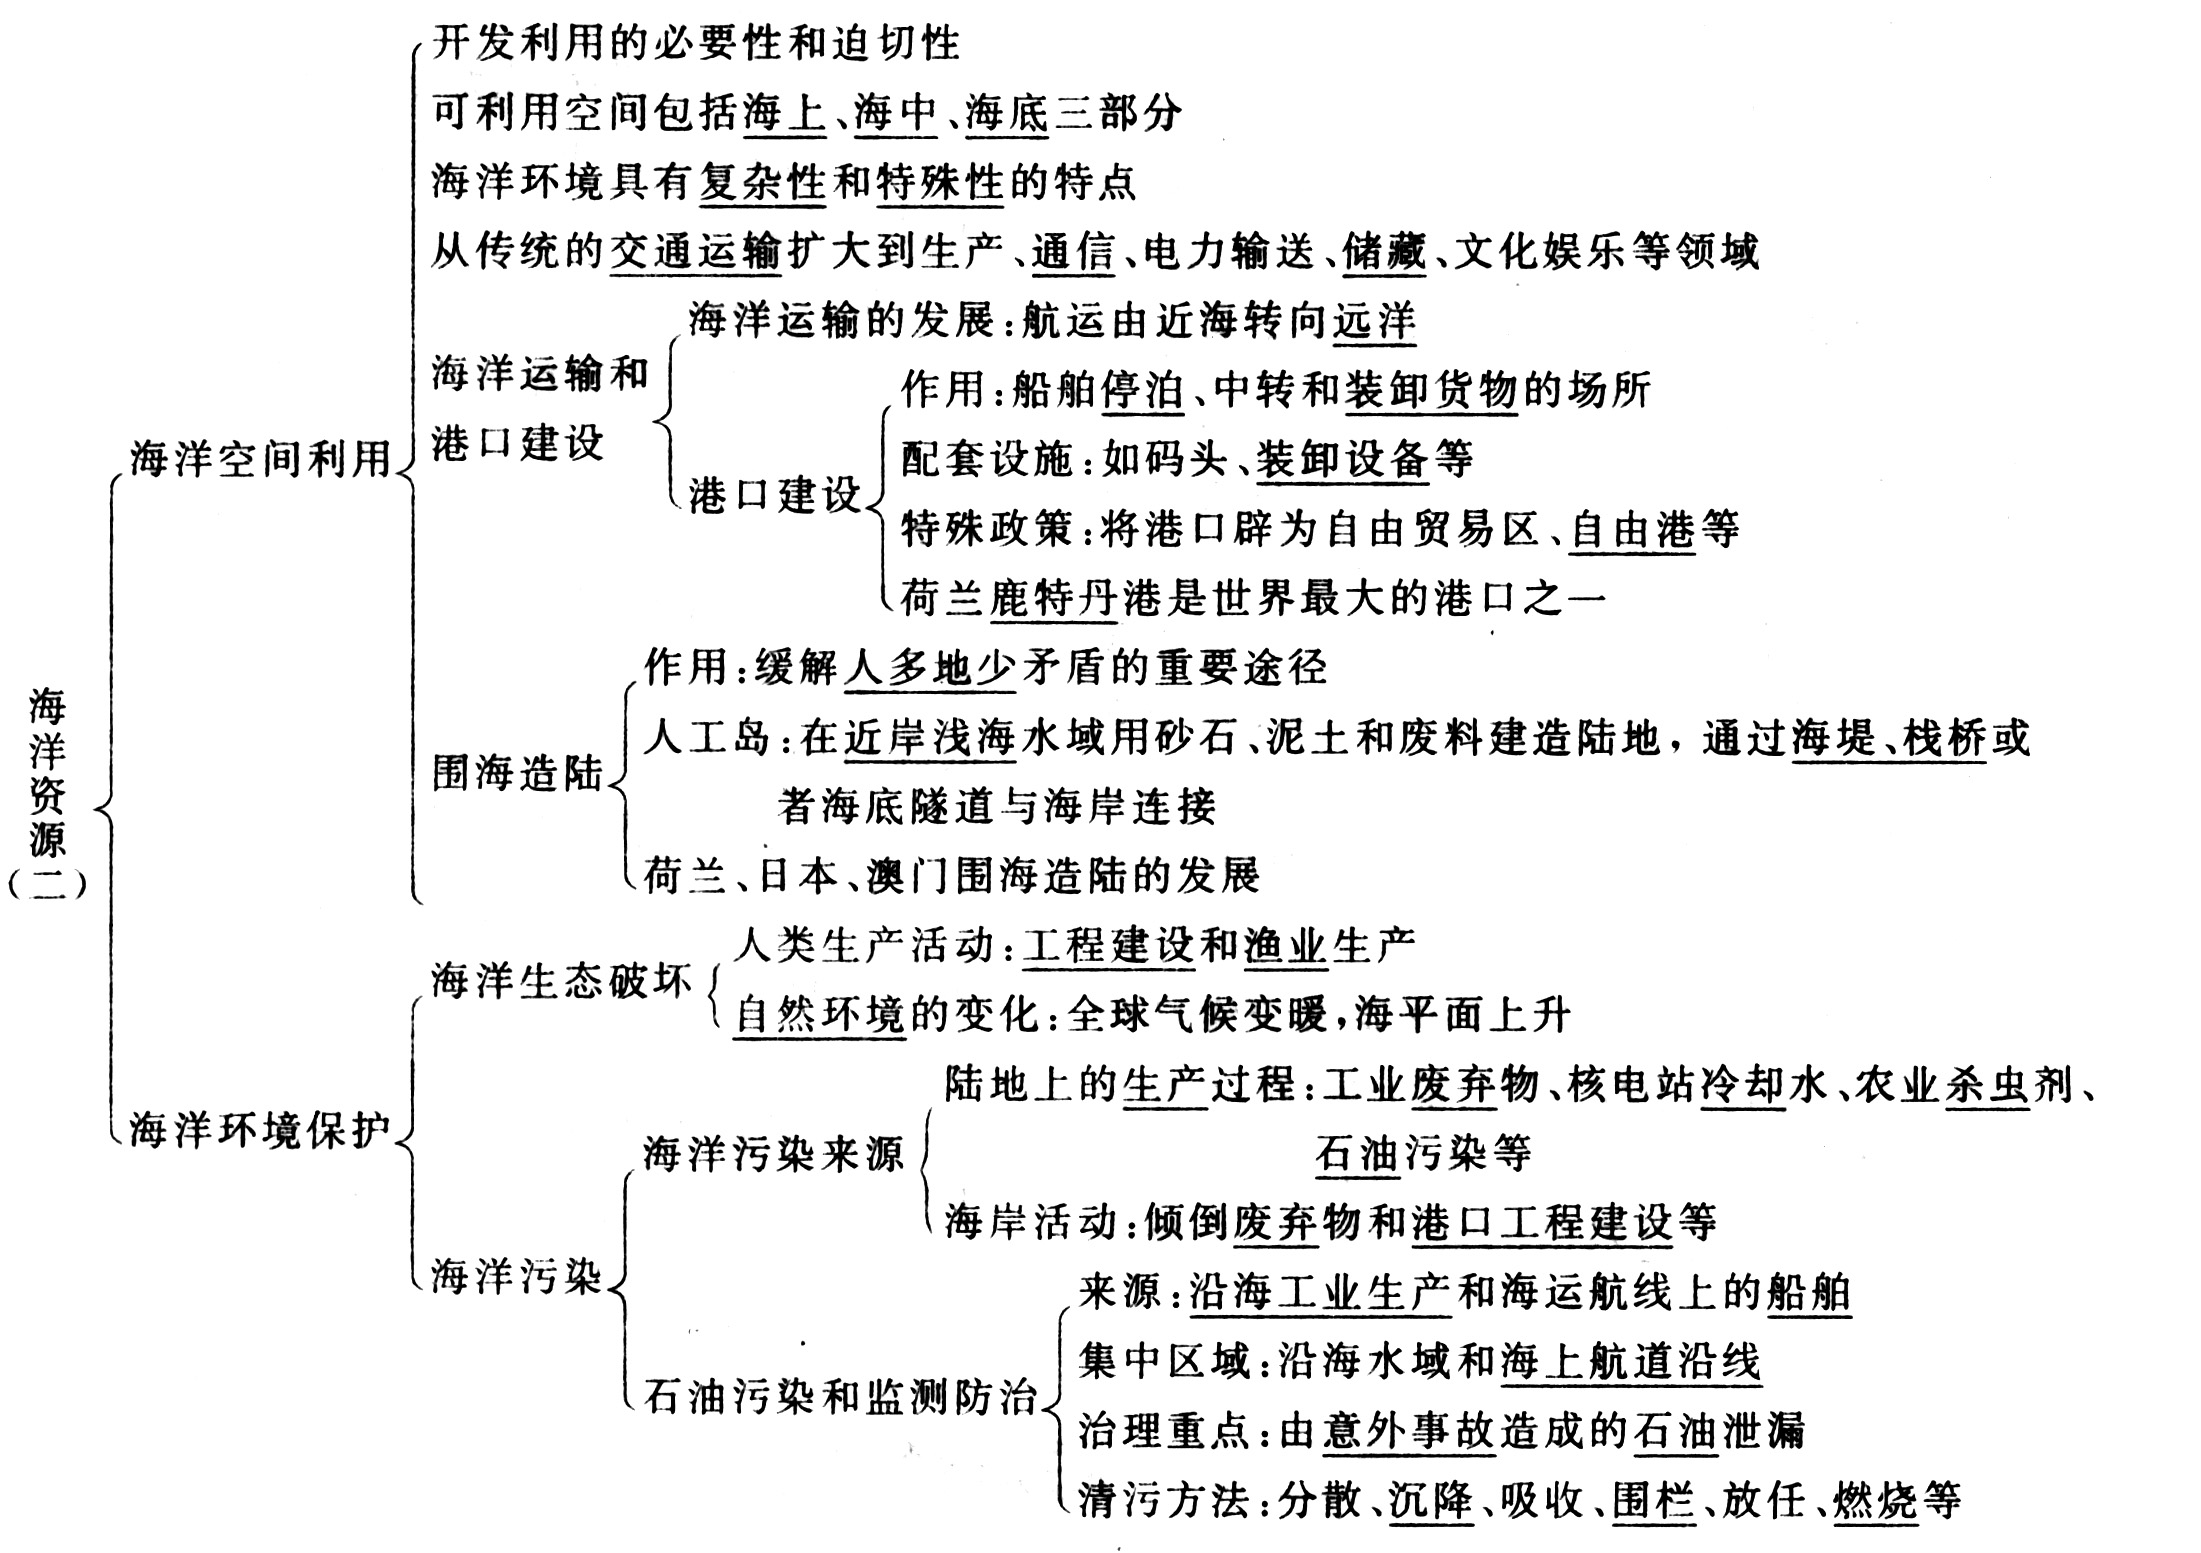 海洋资源(二)
海洋空间利用
开发利用的必要性和迫切性
可利用空间包括海上、海中、海底三部分
海洋环境具有复杂性和特殊性的特点
从传统的交通运输扩大到生产、通信、电力输送、储藏、文化娱乐等领域
海洋运输和
港口建设
海洋运输的发展:航运由近海转向远洋
港口建设
作用:船舶停泊、中转和装卸货物的场所
配套设施:如码头、装卸设备等
特殊政策:将港口辟为自由贸易区、自由港等
荷兰鹿特丹港是世界最大的港口之一
围海造陆
作用:缓解人多地少矛盾的重要途径
人工岛:在近岸浅海水域用砂石、泥土和废料建造陆地,通过海堤、栈桥或
者海底隧道与海岸连接
荷兰、日本、澳门围海造陆的发展
海洋环境保护
海洋生态破坏
人类生产活动:工程建设和渔业生产
自然环境的变化:全球气候变暖,海平面上升
海洋污染
海洋污染来源
陆地上的生产过程:工业废弃物、核电站冷却水、农业杀虫剂、
石油污染等
海岸活动:倾倒废弃物和港口工程建设等
石油污染和监测防治
来源:沿海工业生产和海运航线上的船舶
集中区域:沿海水域和海上航道沿线
治理重点:由意外事故造成的石油泄漏
清污方法:分散、沉降、吸收、围栏、放任、燃烧等